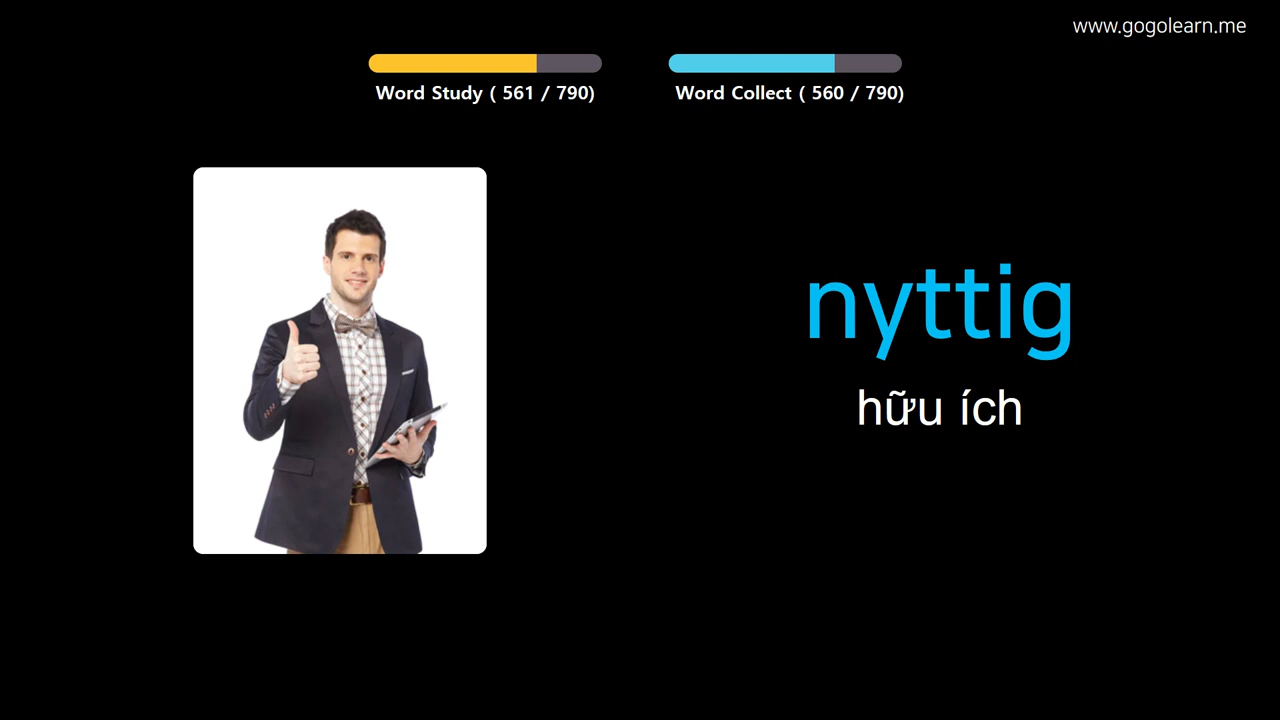 www.gogolearn.me
Word Study ( 561 / 790)
Word Collect ( 560 / 790)
nyttig
hữu ích